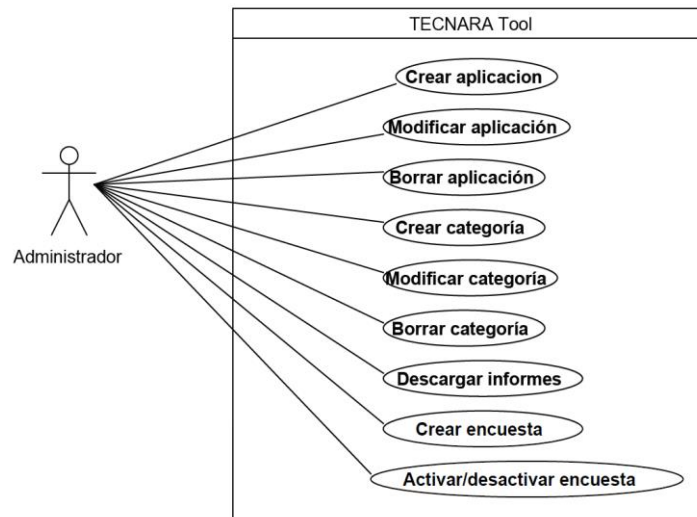 TECNARA Tool
Crear aplicacion
Modificar aplicación
Borrar aplicación
Crear categoría
Administrador
Modificar categoría
Borrar categoría
Descargar informes
Crear encuesta
Activar/desactivar encuesta